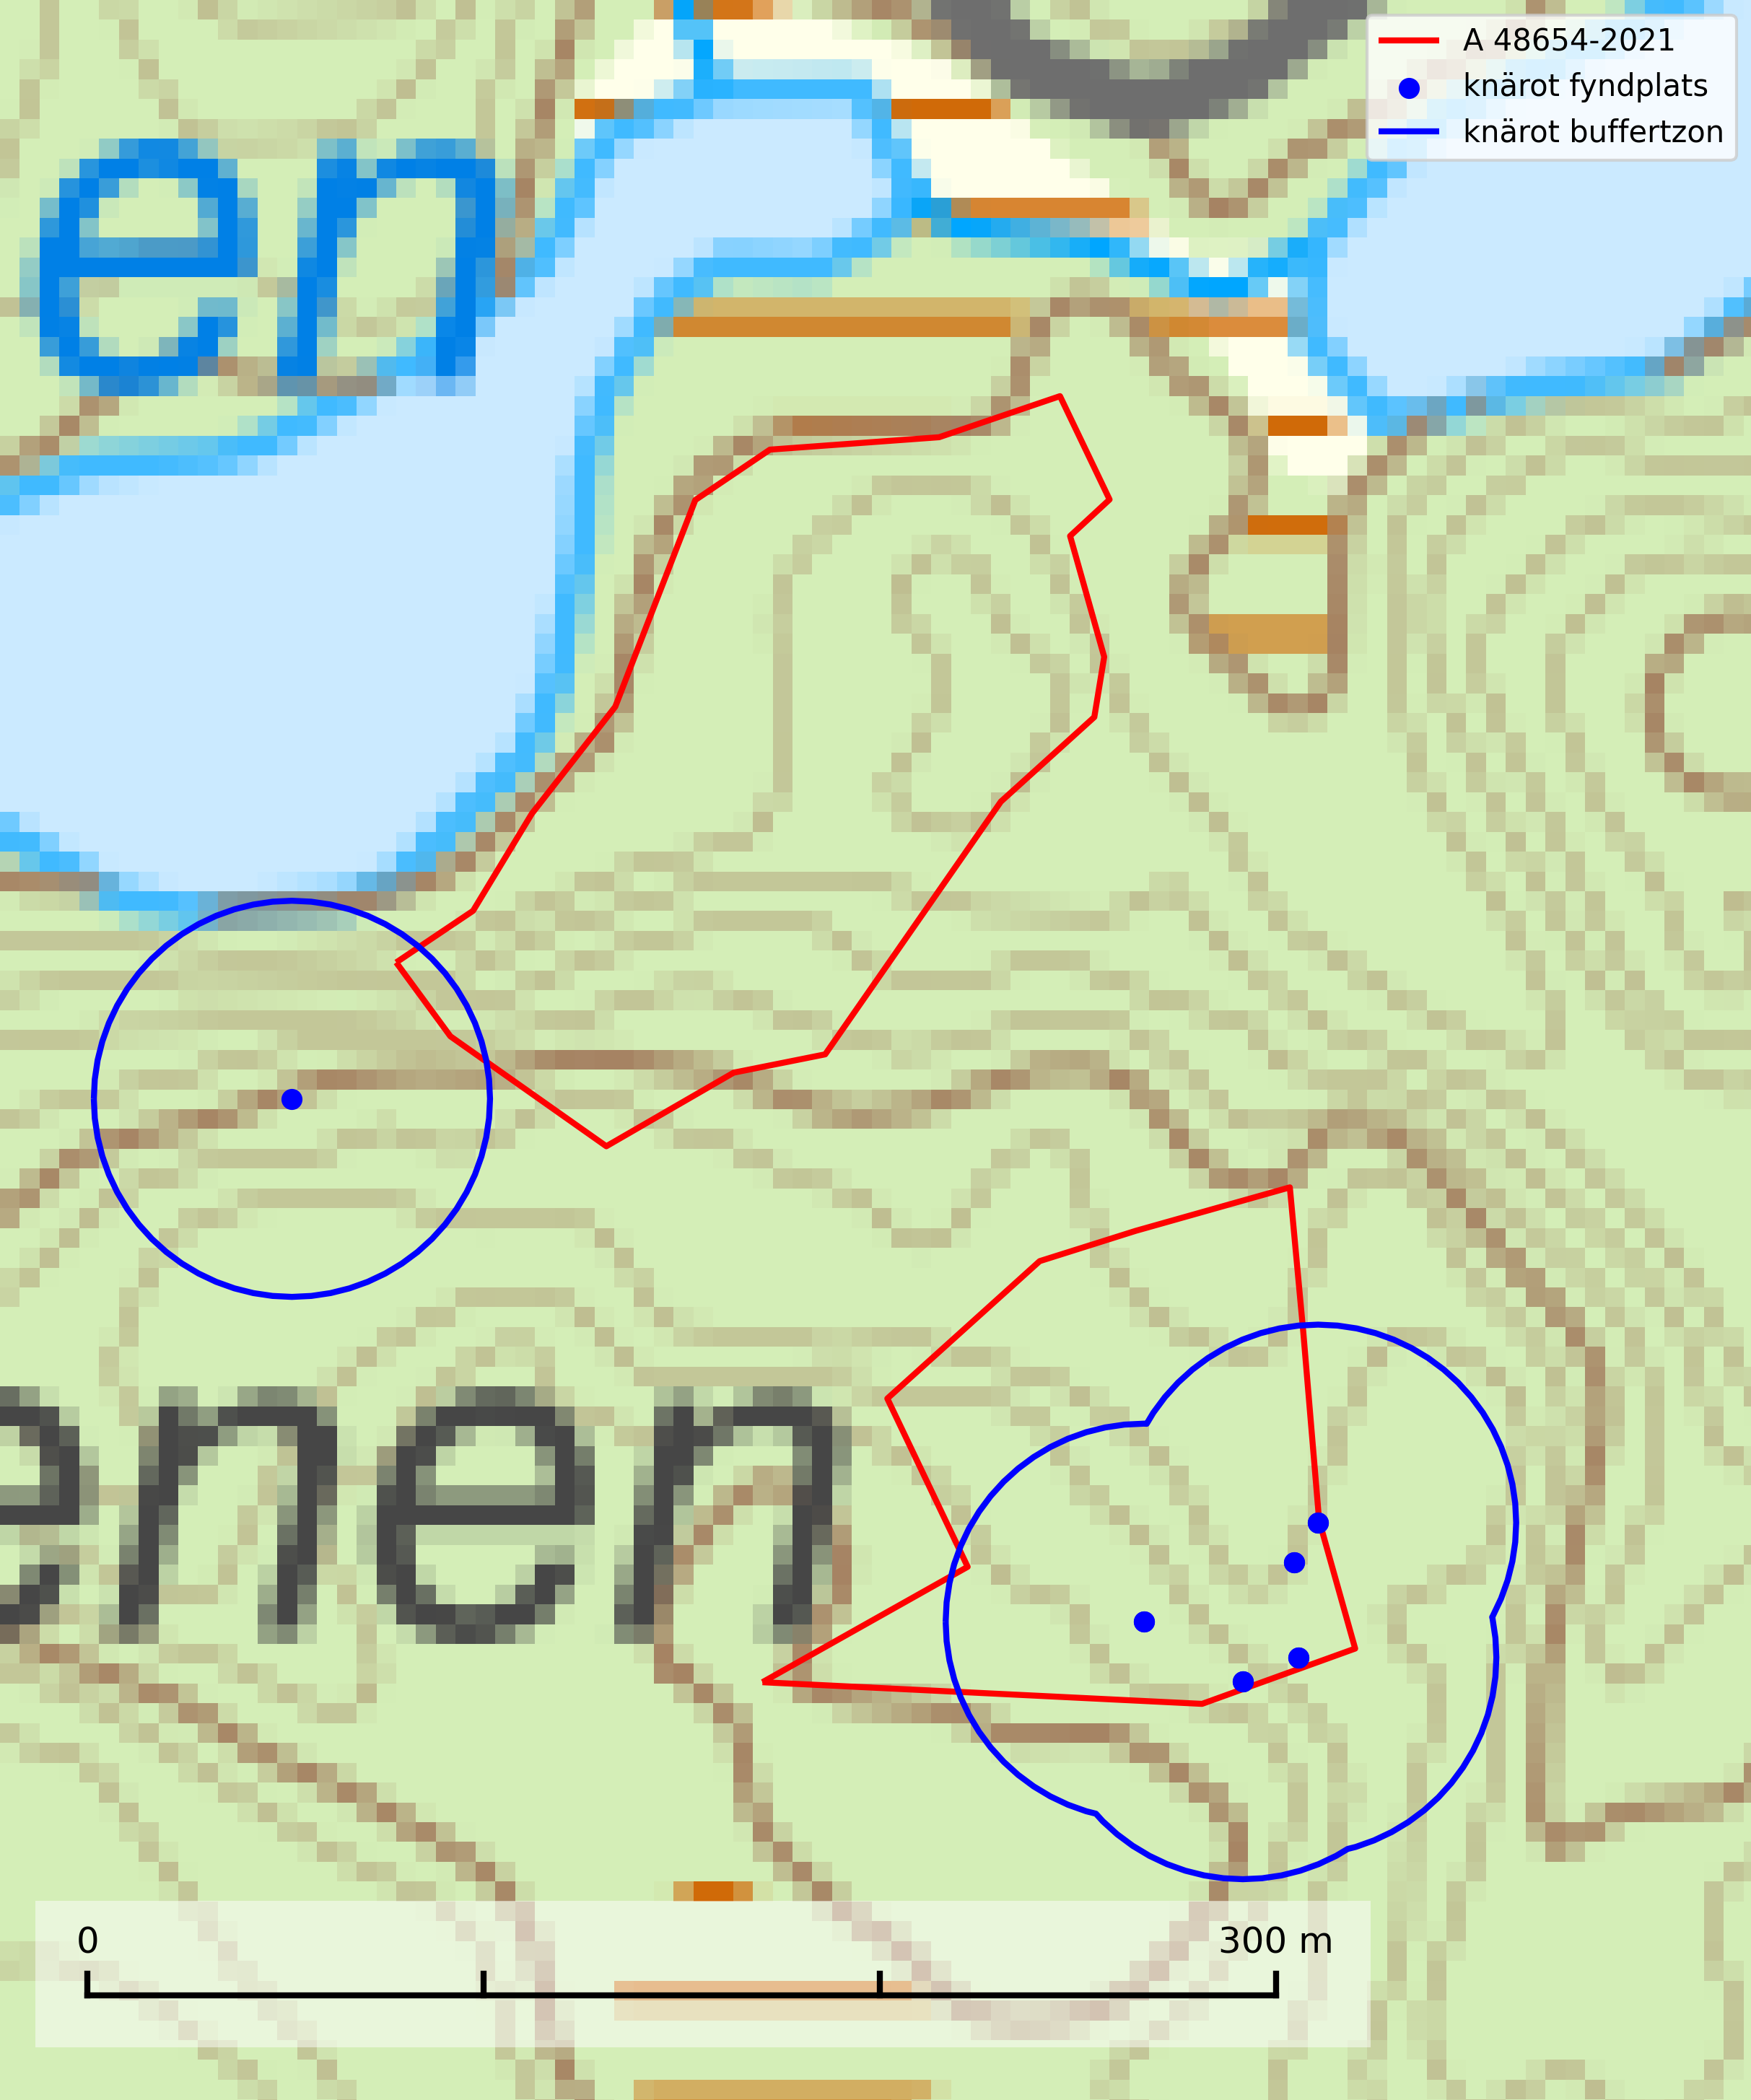 A 48654-2021
knärot fyndplats
knärot buffertzon
en
enen
0 300 m